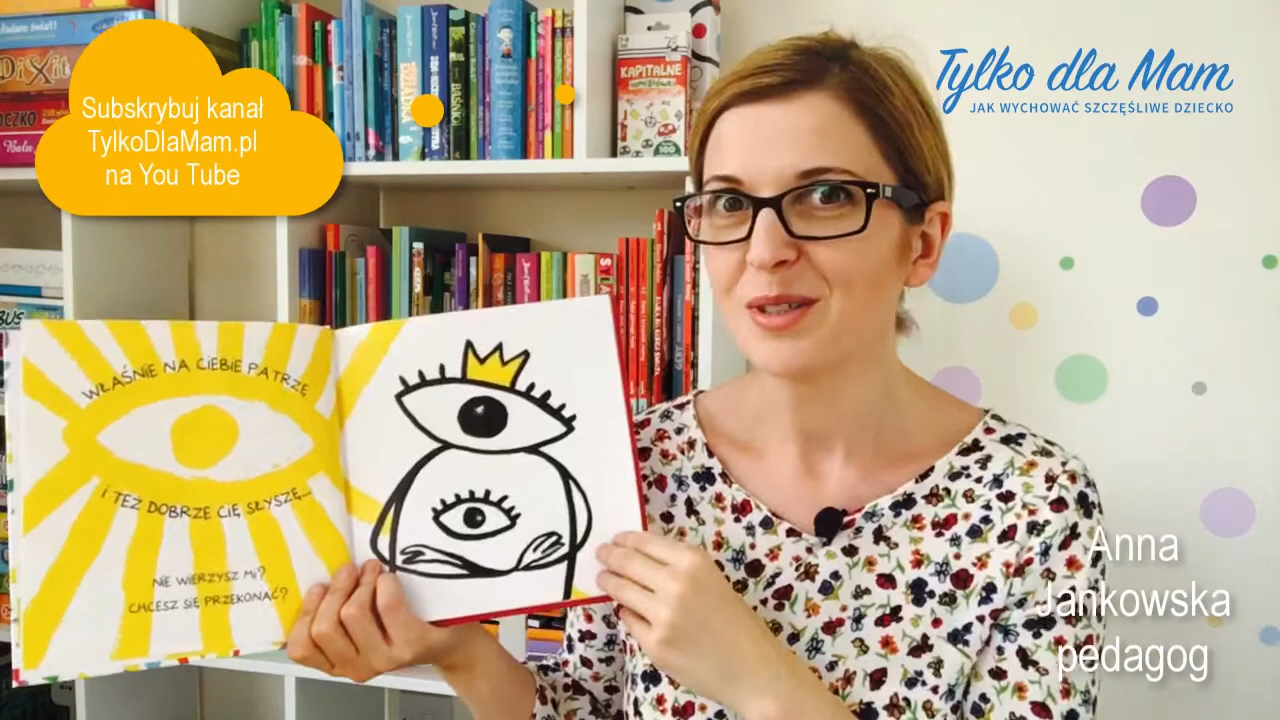 Subskrybuj kanał
TylkoDlaMam.pl
na You Tube
Tylko dla Mam
JAK WYCHOWAĆ SZCZĘŚLIWE DZIECKO
DiXit
KAPITALNE
BAŚNI
WŁAŚNIE NA CIEBIE PATRZĘ
I TEŻ DOBRZE CIĘ SŁYSZĘ...
NIE WIERZYSZ MI?
CHCESZ SIĘ PRZEKONAĆ?
Anna
Jankowska
pedagog